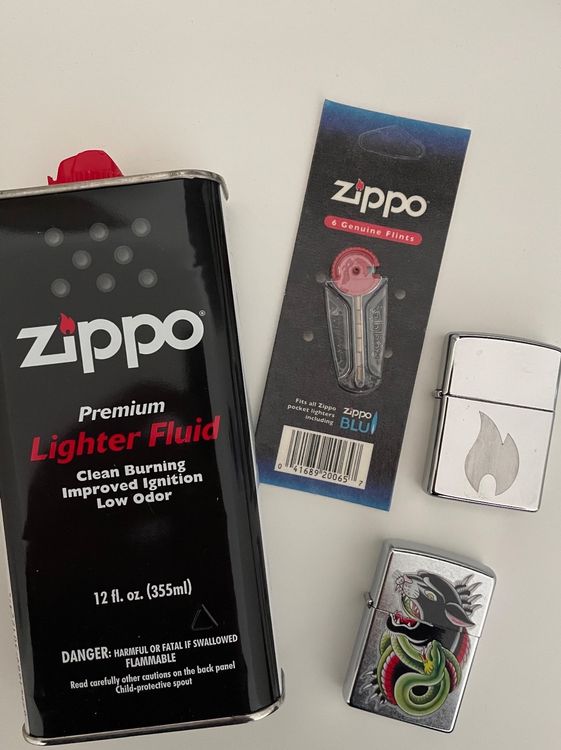 zippo®
Premium
Lighter Fluid
Clean Burning
Improved Ignition
Low Odor
12 fl. oz. (355ml)
DANGER: HARMFUL OR FATAL IF SWALLOWED
FLAMMABLE
Read carefully other cautions on the back panel
Child-protective spout
zippo
6 Genuine Flints
Fits all Zippo
pocket lighters
including
zippo
BLU
0 41689 20065 7